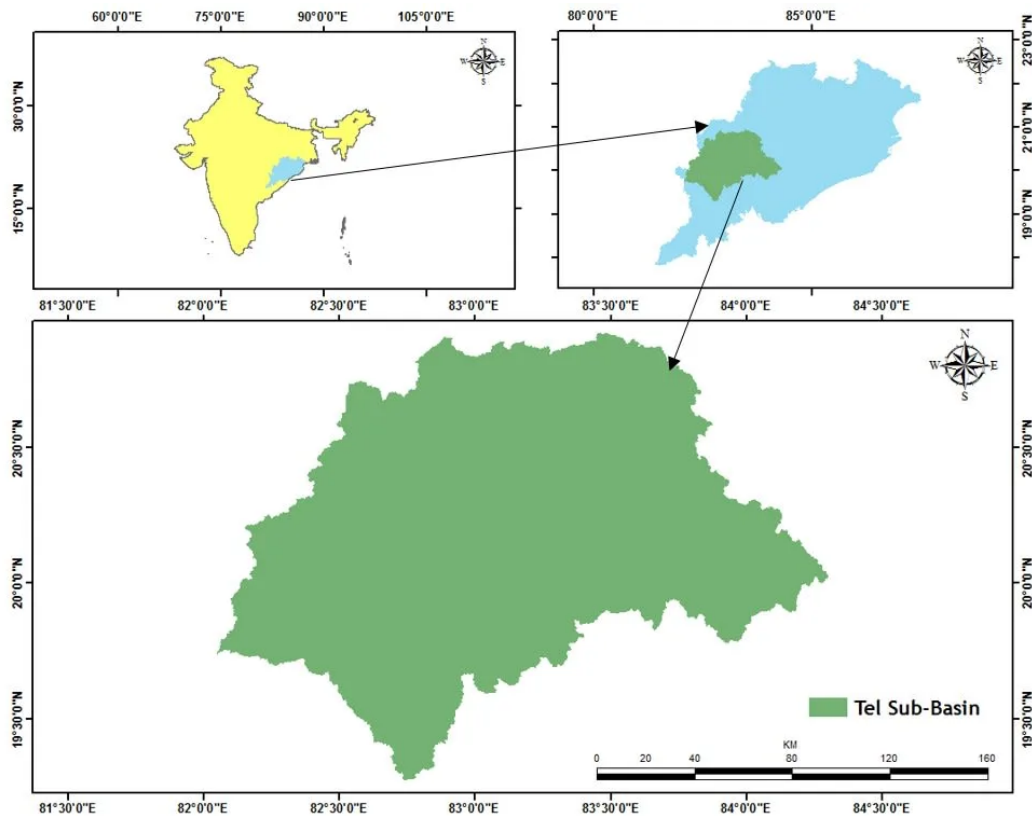 60°0'0"E 75°0'0"E 90°0'0"E 105°0'0"E
80°0'0"E 85°0'0"E
30°0'0"N
15°0'0"N
N
W E
S
23°0'0"N
21°0'0"N
19°0'0"N
N
W E
S
81°30'0"E 82°0'0"E 82°30'0"E 83°0'0"E 83°30'0"E 84°0'0"E 84°30'0"E
N
W E
S
20°30'0"N
20°0'0"N
19°30'0"N
20°30'0"N
20°0'0"N
19°30'0"N
Tel Sub-Basin
KM
0 20 40 80 120 160
81°30'0"E 82°0'0"E 82°30'0"E 83°0'0"E 83°30'0"E 84°0'0"E 84°30'0"E